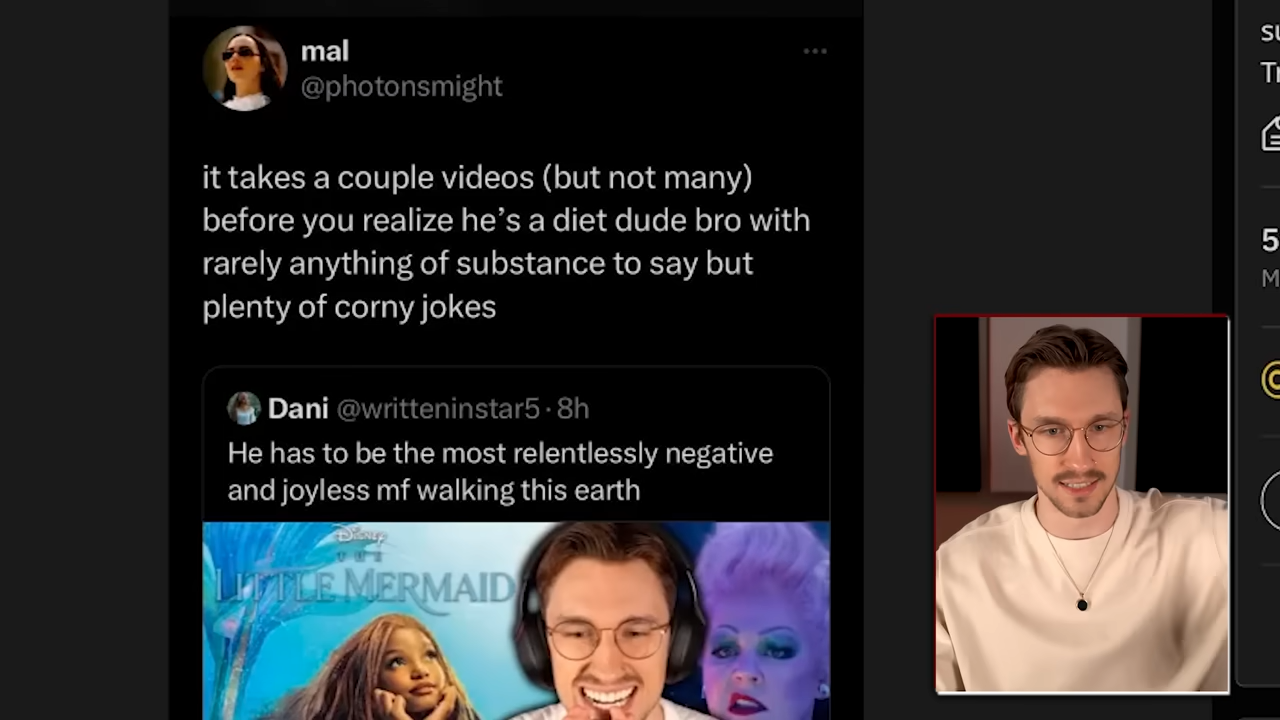 mal
@photonsmight
it takes a couple videos (but not many)
before you realize he’s a diet dude bro with
rarely anything of substance to say but
plenty of corny jokes
Dani @writteninstar5 · 8h
He has to be the most relentlessly negative
and joyless mf walking this earth
Disney
THE
LITTLE MERMAID
5